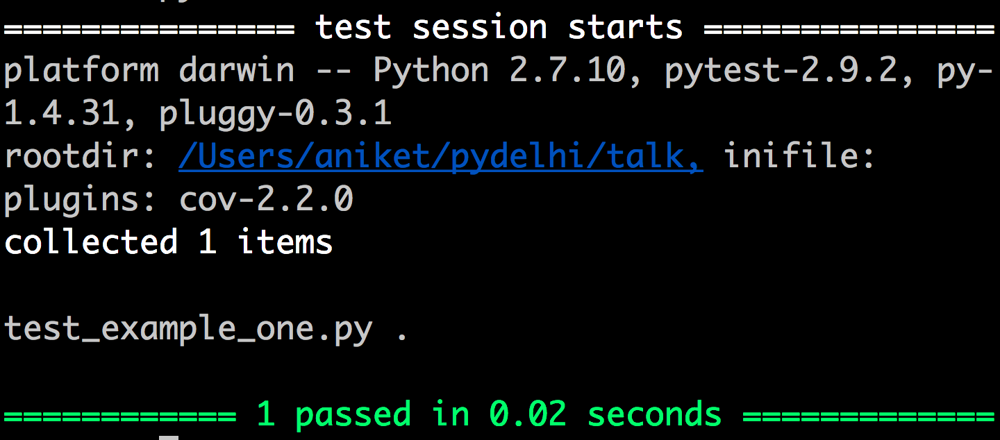 =============== test session starts ===============
platform darwin -- Python 2.7.10, pytest-2.9.2, py-
1.4.31, pluggy-0.3.1
rootdir: /Users/aniket/pydelhi/talk, inifile:
plugins: cov-2.2.0
collected 1 items
test_example_one.py .
============ 1 passed in 0.02 seconds =============